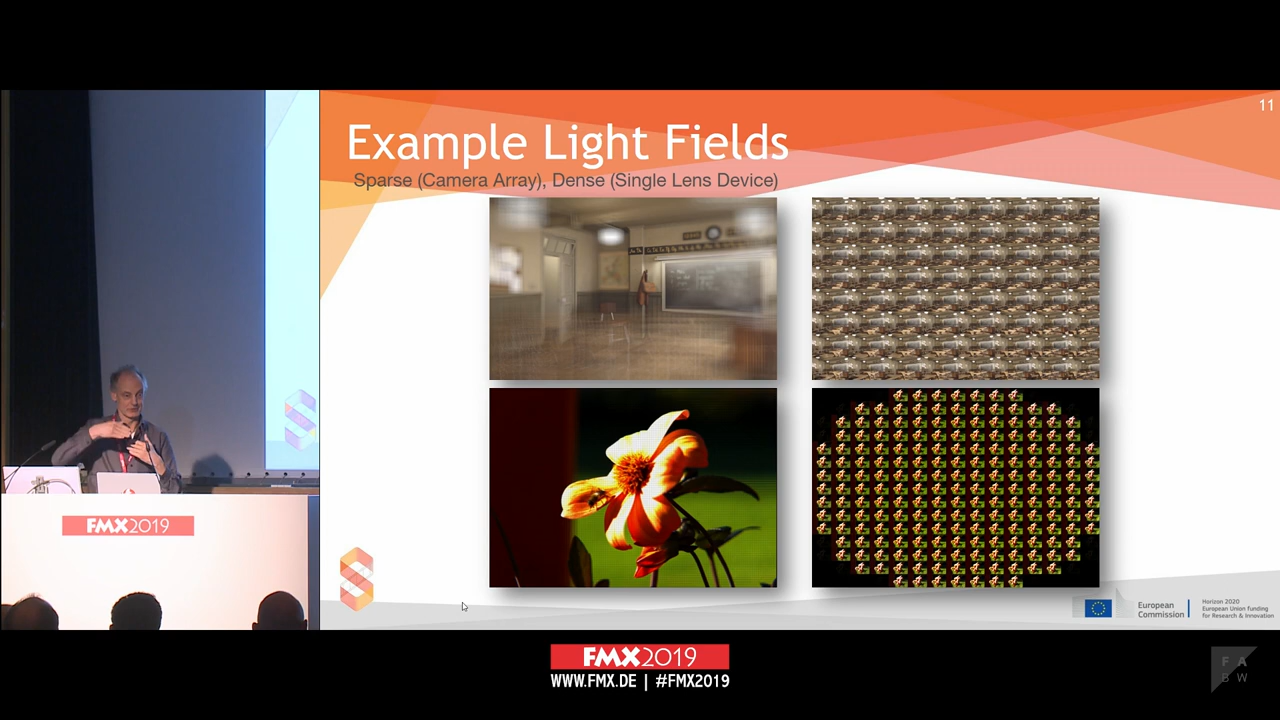 11
Example Light Fields
Sparse (Camera Array), Dense (Single Lens Device)
FMX2019
European
Commission
Horizon 2020
European Union funding
for Research & Innovation
FMX2019
WWW.FMX.DE | #FMX2019
F A
B W